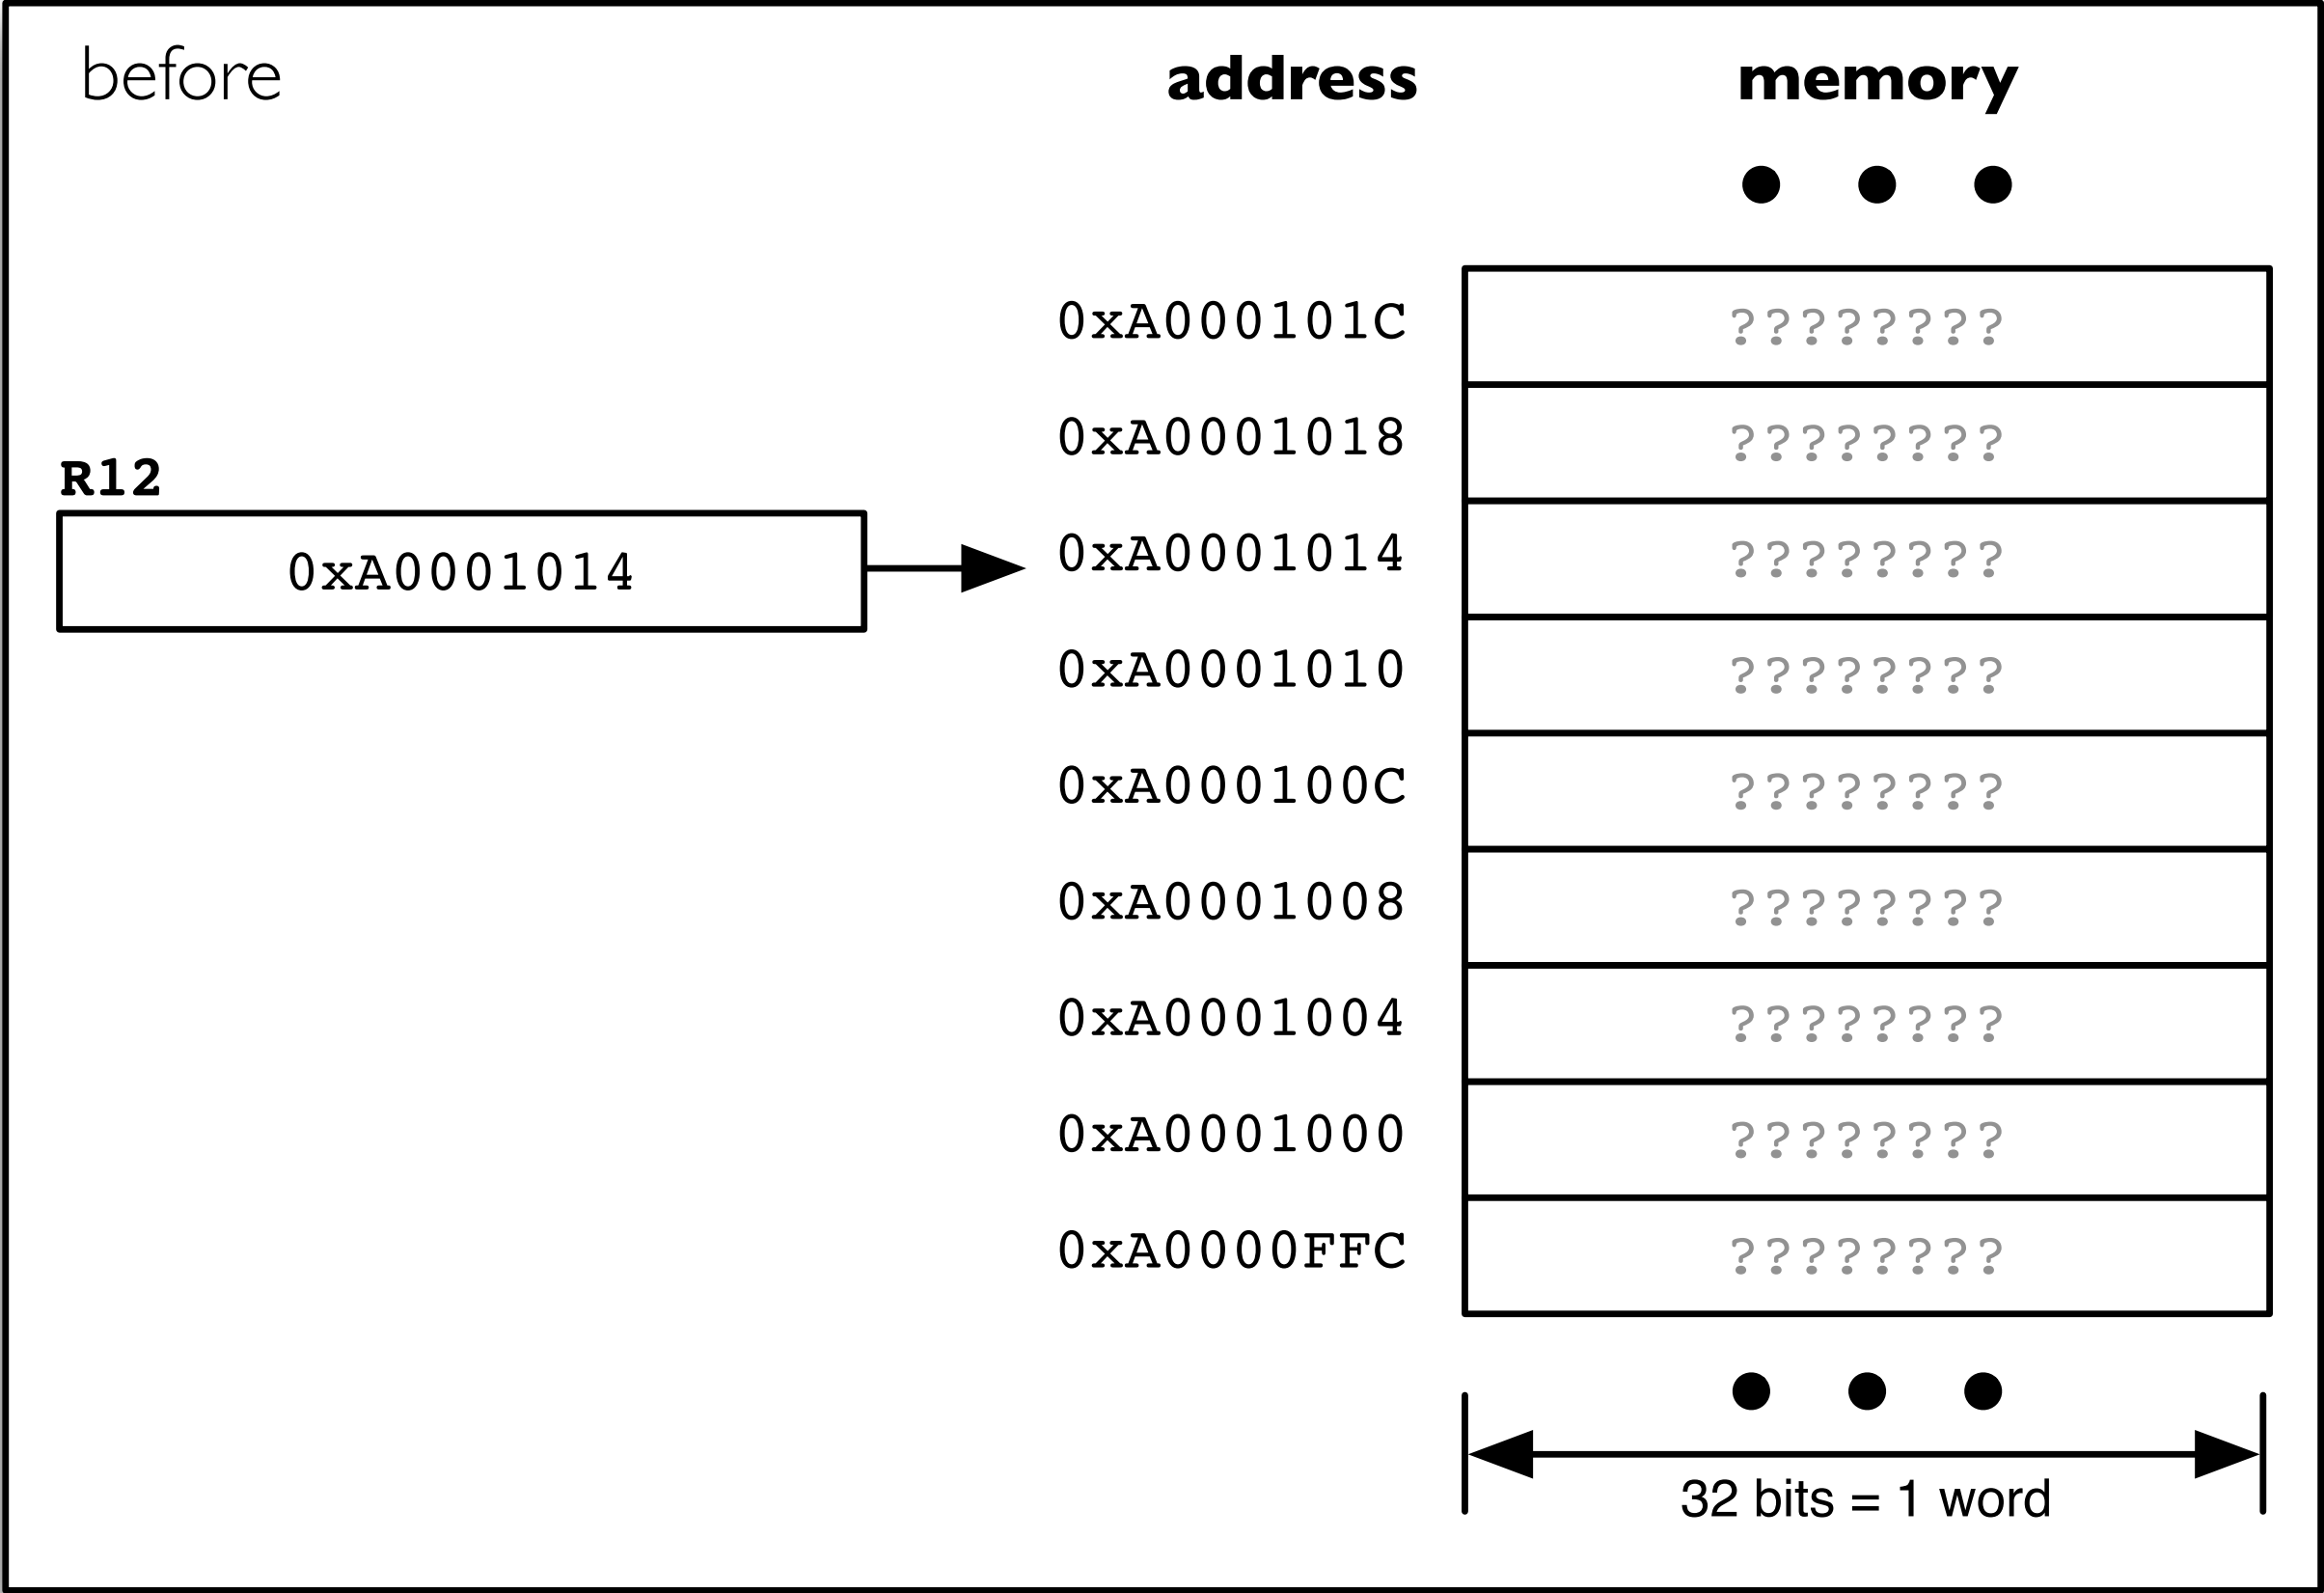 before address memory
0xA000101C ????????
0xA0001018 ????????
R12
0xA0001014 0xA0001014 ????????
0xA0001010 ????????
0xA000100C ????????
0xA0001008 ????????
0xA0001004 ????????
0xA0001000 ????????
0xA0000FFC ????????
32 bits = 1 word